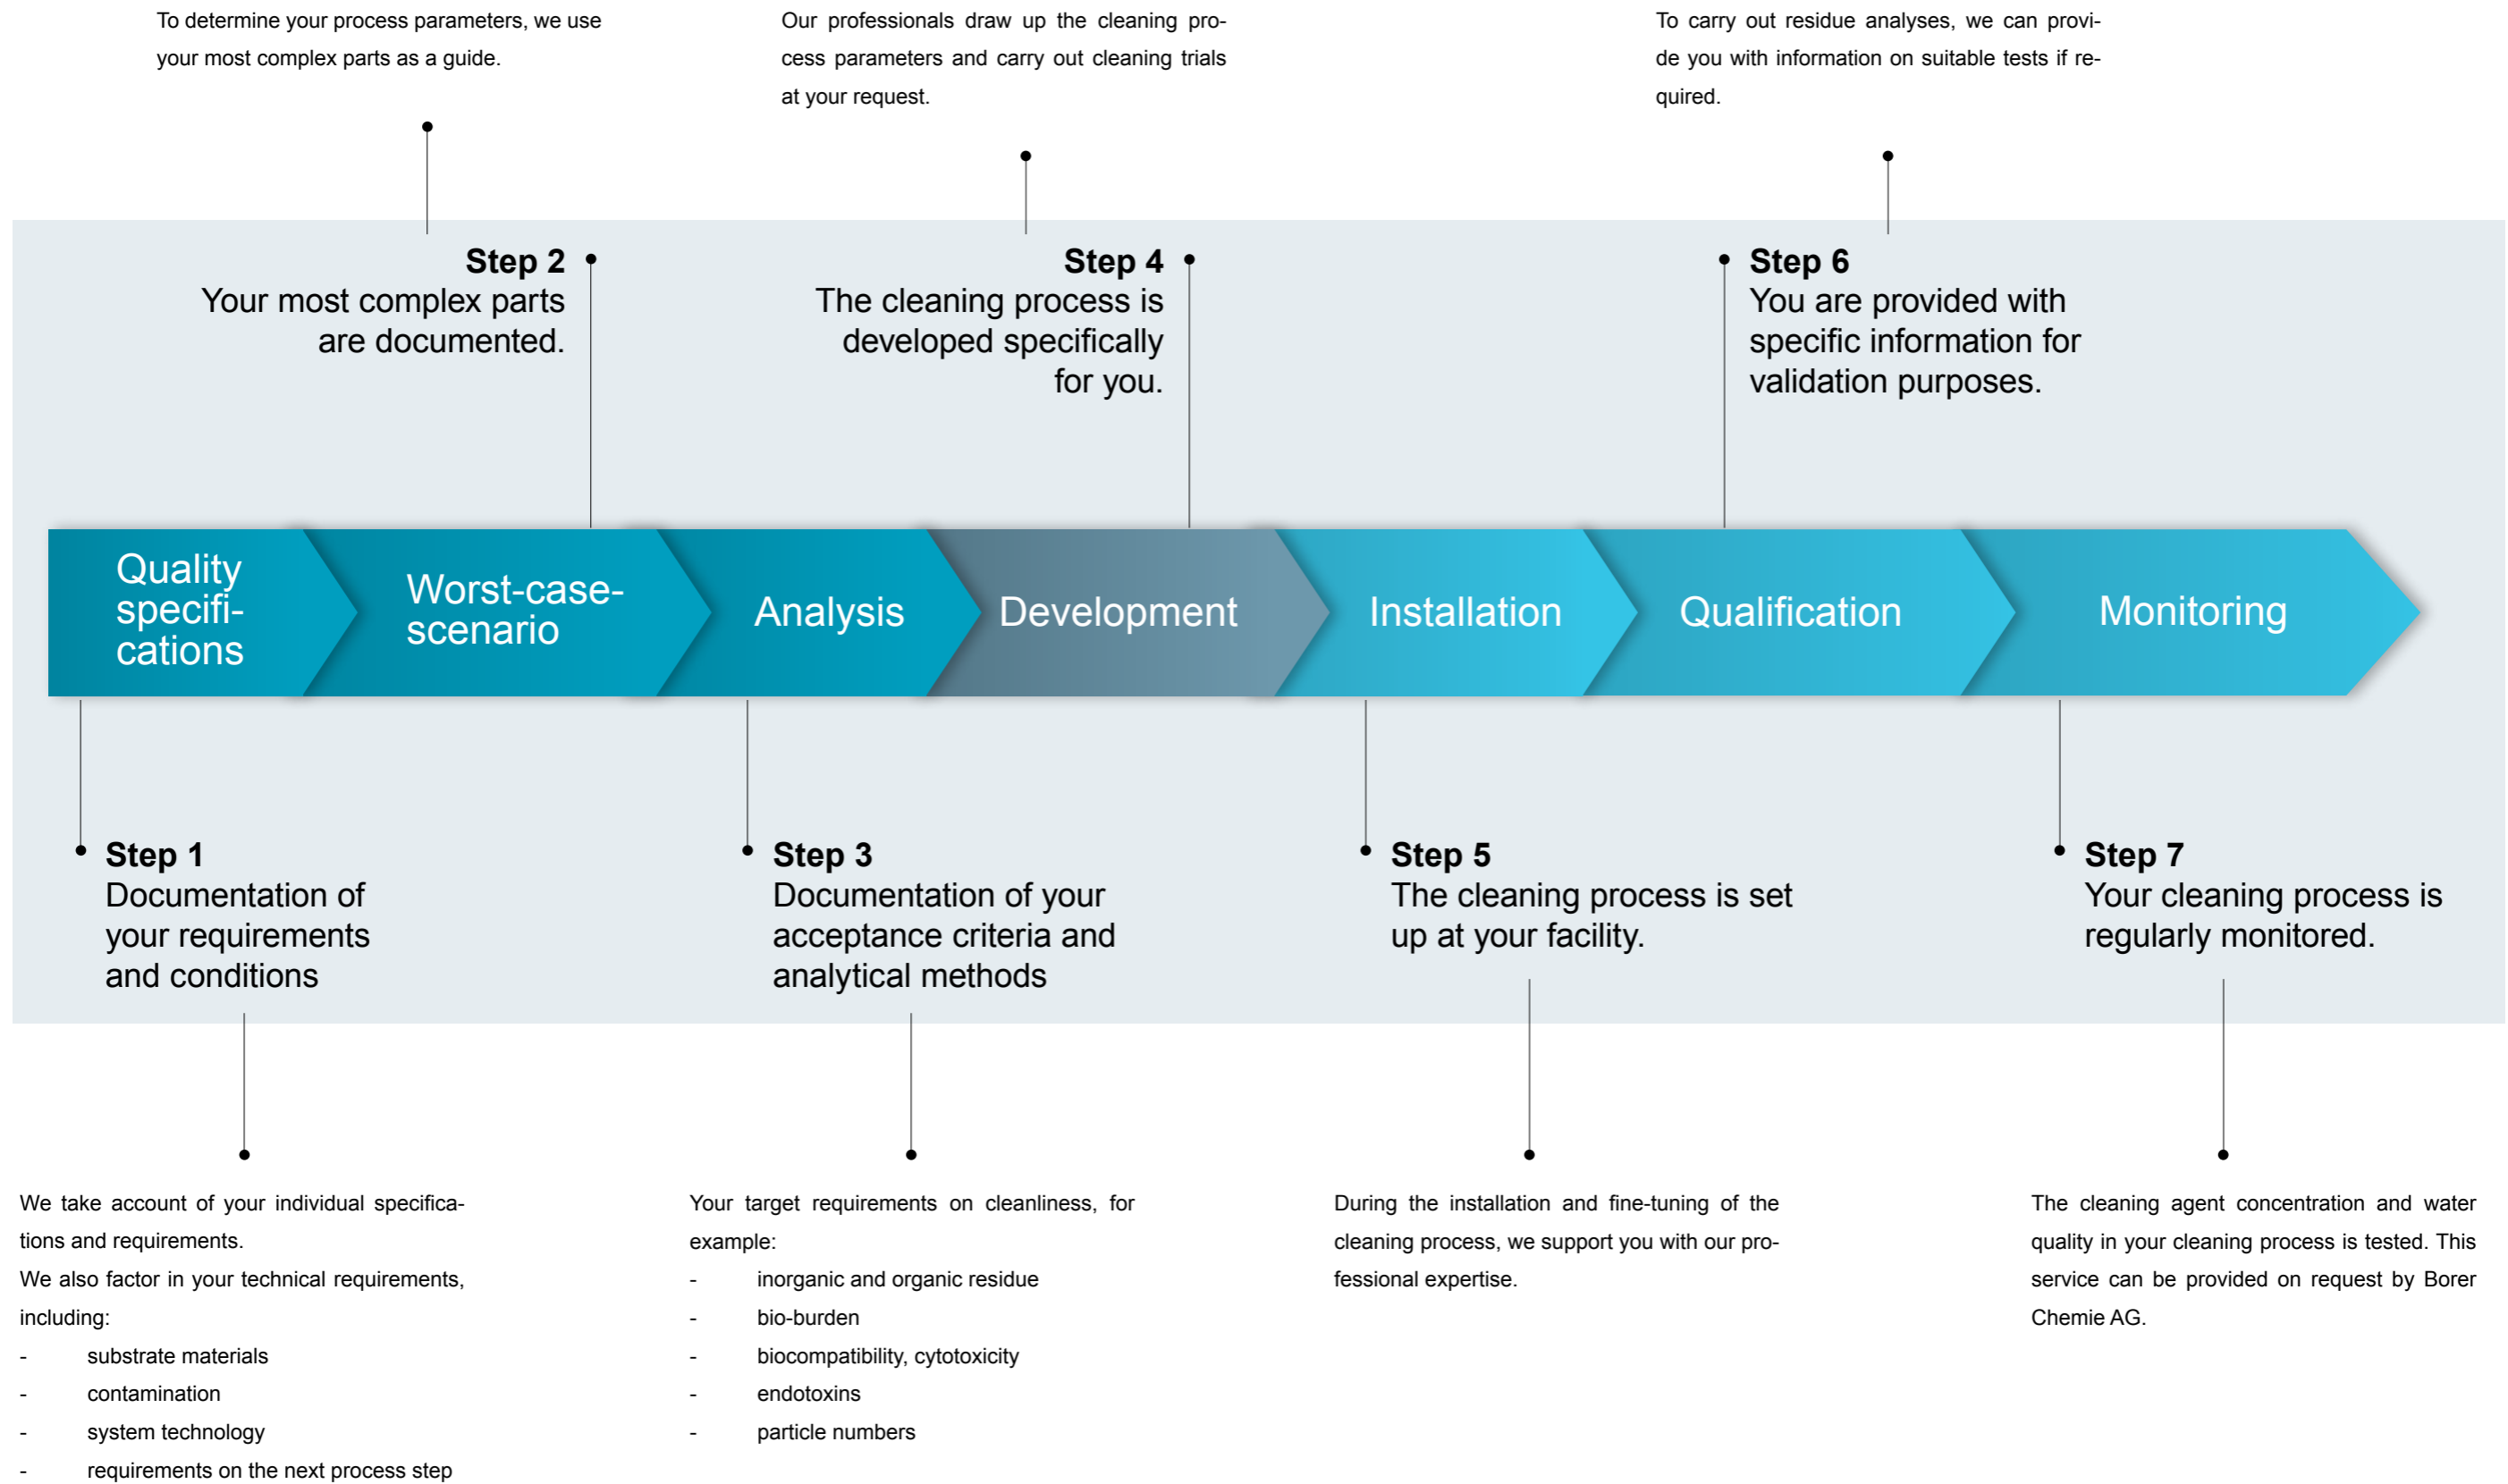 To determine your process parameters, we use
your most complex parts as a guide.
Our professionals draw up the cleaning pro-
cess parameters and carry out cleaning trials
at your request.
To carry out residue analyses, we can provi-
de you with information on suitable tests if re-
quired.
Step 2
Your most complex parts
are documented.
Step 4
The cleaning process is
developed specifically
for you.
Step 6
You are provided with
specific information for
validation purposes.
Quality
specifi-
cations
Worst-case-
scenario
Analysis
Development
Installation
Qualification
Monitoring
Step 1
Documentation of
your requirements
and conditions
Step 3
Documentation of your
acceptance criteria and
analytical methods
Step 5
The cleaning process is set
up at your facility.
Step 7
Your cleaning process is
regularly monitored.
We take account of your individual specifica-
tions and requirements.
We also factor in your technical requirements,
including:
- substrate materials
- contamination
- system technology
- requirements on the next process step
Your target requirements on cleanliness, for
example:
- inorganic and organic residue
- bio-burden
- biocompatibility, cytotoxicity
- endotoxins
- particle numbers
During the installation and fine-tuning of the
cleaning process, we support you with our pro-
fessional expertise.
The cleaning agent concentration and water
quality in your cleaning process is tested. This
service can be provided on request by Borer
Chemie AG.